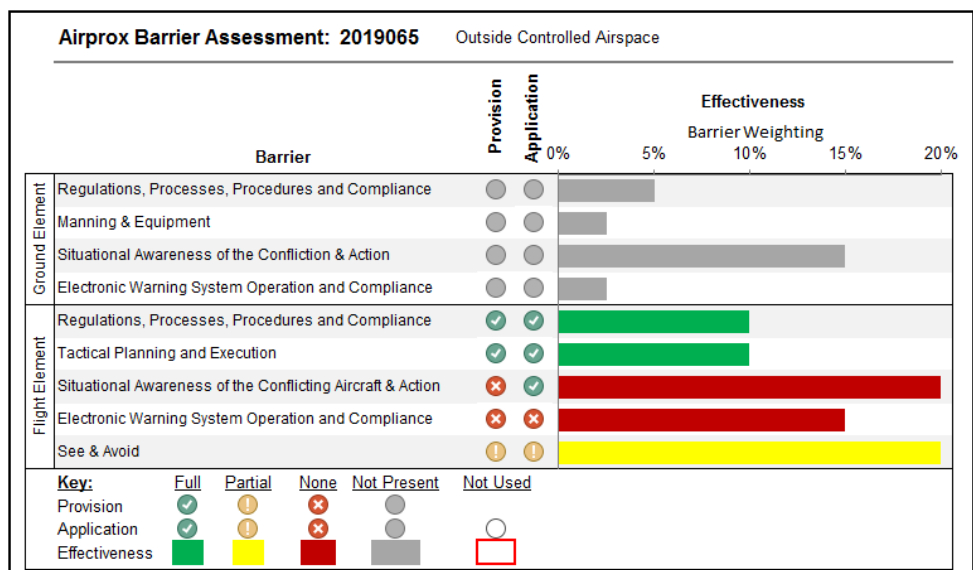 Airprox Barrier Assessment: 2019065 Outside Controlled Airspace
Provision
Application
Effectiveness
Barrier Weighting
Barrier
0% 5% 10% 15% 20%
Ground Element
Regulations, Processes, Procedures and Compliance
Manning & Equipment
Situational Awareness of the Confliction & Action
Electronic Warning System Operation and Compliance
Flight Element
Regulations, Processes, Procedures and Compliance
Tactical Planning and Execution
Situational Awareness of the Conflicting Aircraft & Action
Electronic Warning System Operation and Compliance
See & Avoid
Key: Full Partial None Not Present Not Used
Provision
Application
Effectiveness